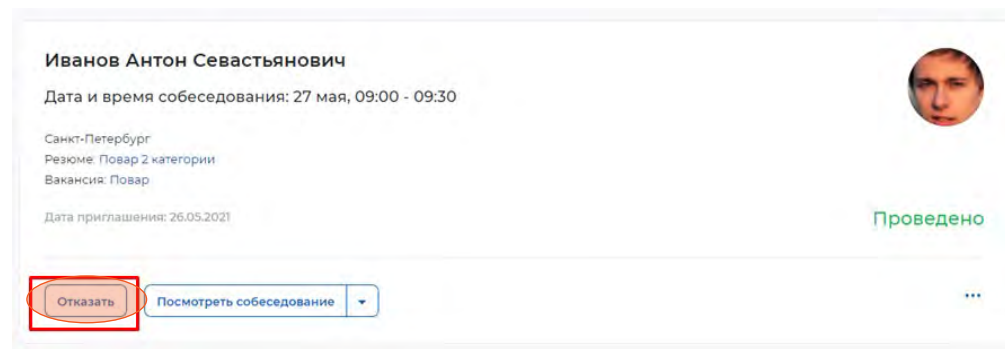 Иванов Антон Севастьянович
Дата и время собеседования: 27 мая, 09:00 - 09:30
Санкт-Петербург
Резюме: Повар 2 категории
Вакансия: Повар
Дата приглашения: 26.05.2021
Проведено
Отказать
Посмотреть собеседование